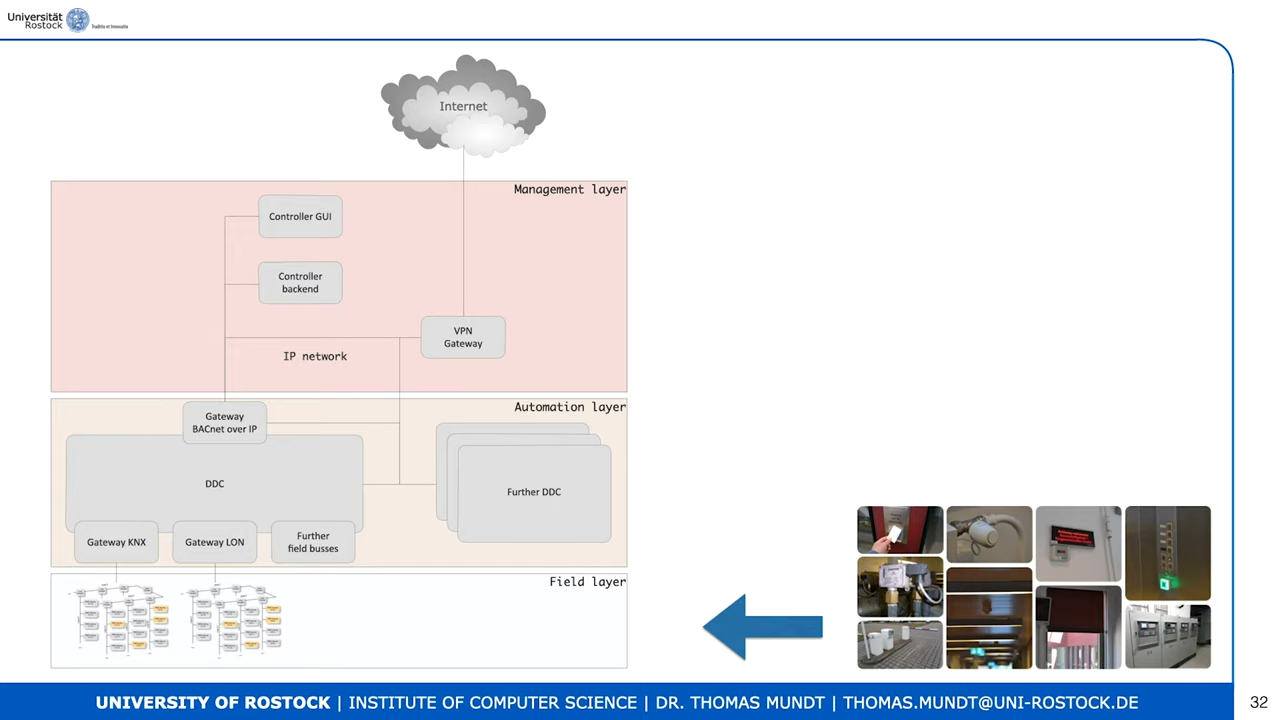 Universität
Rostock
Traditio et Innovatio
Internet
Management layer
Controller GUI
Controller
backend
VPN
Gateway
IP network
Automation layer
Gateway
BACnet over IP
DDC
Further DDC
Gateway KNX
Gateway LON
Further
field busses
Field layer
UNIVERSITY OF ROSTOCK | INSTITUTE OF COMPUTER SCIENCE | DR. THOMAS MUNDT | THOMAS.MUNDT@UNI-ROSTOCK.DE
32